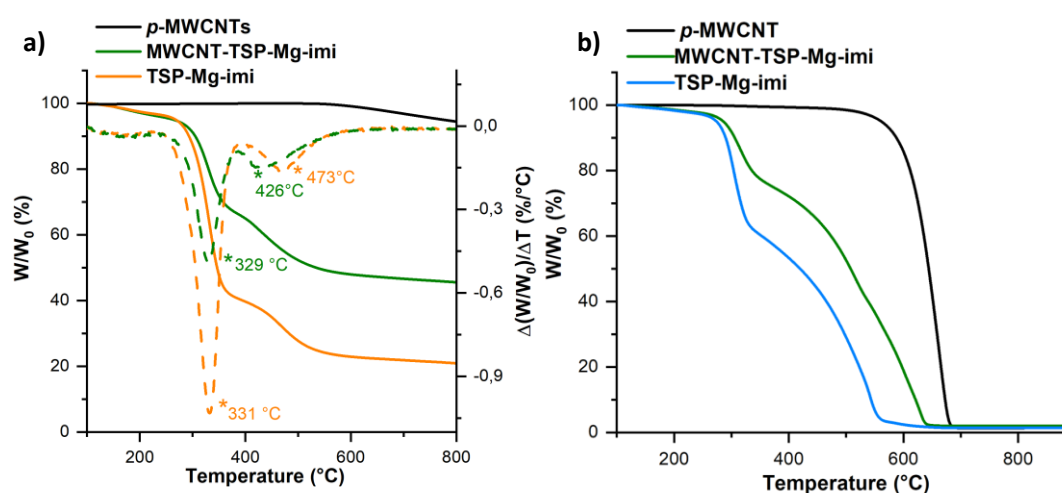 a)
p-MWCNTs
MWCNT-TSP-Mg-imi
TSP-Mg-imi
100
80
60
40
20
0
W/W0 (%)
0,0
-0,3
-0,6
-0,9
Δ(W/W0)/ΔT (%/°C)
* 426°C
* 473°C
* 329 °C
* 331 °C
200
400
600
800
Temperature (°C)
b)
p-MWCNT
MWCNT-TSP-Mg-imi
TSP-Mg-imi
100
80
60
40
20
0
W/W0 (%)
200
400
600
800
Temperature (°C)